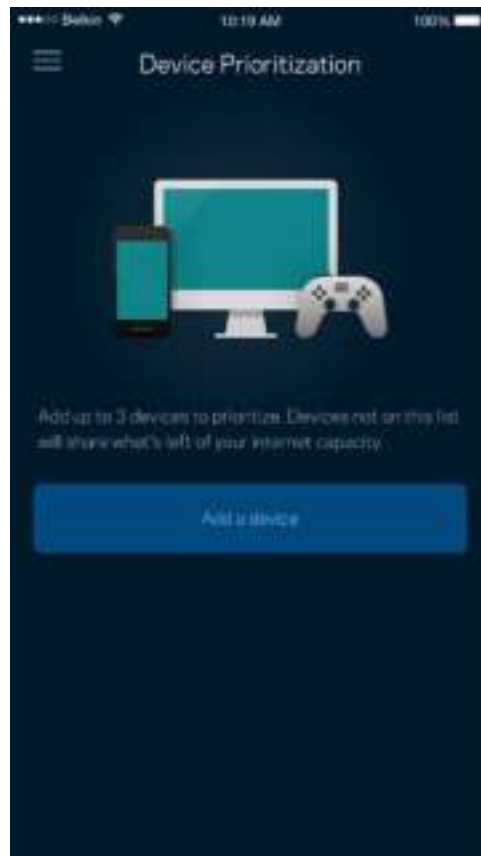 Belkin 10:19 AM 100%
Device Prioritization
Add up to 3 devices to prioritize. Devices not on this list
will share what's left of your internet capacity.
Add a device